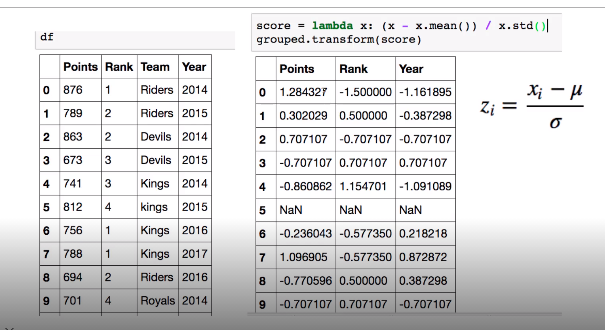 df
Points Rank Team Year
0 876 1 Riders 2014
1 789 2 Riders 2015
2 863 2 Devils 2014
3 673 3 Devils 2015
4 741 3 Kings 2014
5 812 4 kings 2015
6 756 1 Kings 2016
7 788 1 Kings 2017
8 694 2 Riders 2016
9 701 4 Royals 2014
score = lambda x: (x - x.mean()) / x.std()
grouped.transform(score)
Points Rank Year
0 1.284327 -1.500000 -1.161895
1 0.302029 0.500000 -0.387298
2 0.707107 -0.707107 -0.707107
3 -0.707107 0.707107 0.707107
4 -0.860862 1.154701 -1.091089
5 NaN NaN NaN
6 -0.236043 -0.577350 0.218218
7 1.096905 -0.577350 0.872872
8 -0.770596 0.500000 0.387298
9 -0.707107 0.707107 -0.707107
zᵢ = (xᵢ − μ) / σ